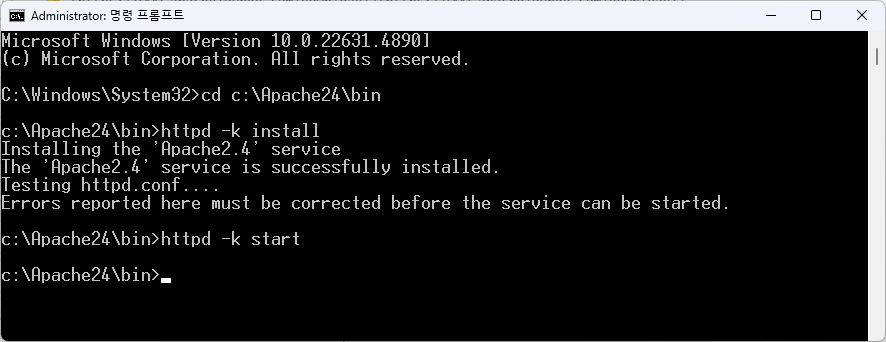 Administrator: 명령 프롬프트
Microsoft Windows [Version 10.0.22631.4890]
(c) Microsoft Corporation. All rights reserved.
C:\Windows\System32>cd c:\Apache24\bin
c:\Apache24\bin>httpd -k install
Installing the 'Apache2.4' service
The 'Apache2.4' service is successfully installed.
Testing httpd.conf....
Errors reported here must be corrected before the service can be started.
c:\Apache24\bin>httpd -k start
c:\Apache24\bin>